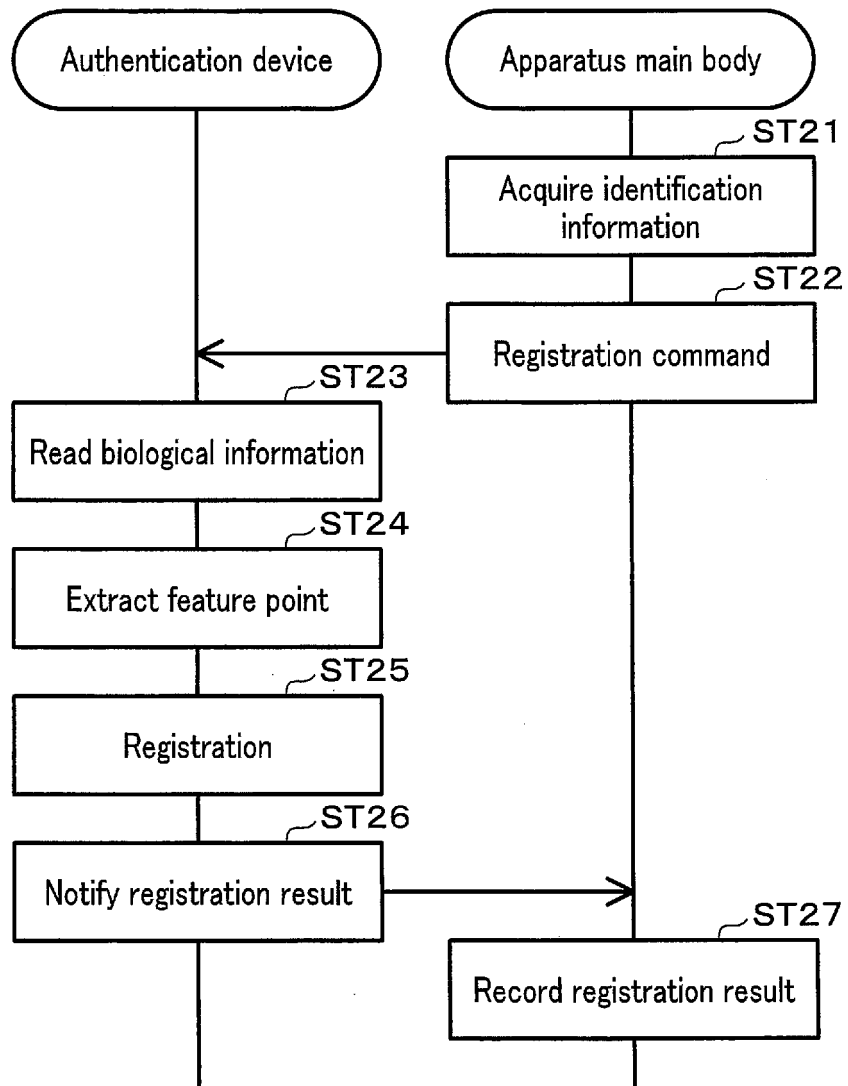 Authentication device
Apparatus main body
ST21
Acquire identification
information
ST22
Registration command
ST23
Read biological information
ST24
Extract feature point
ST25
Registration
ST26
Notify registration result
ST27
Record registration result